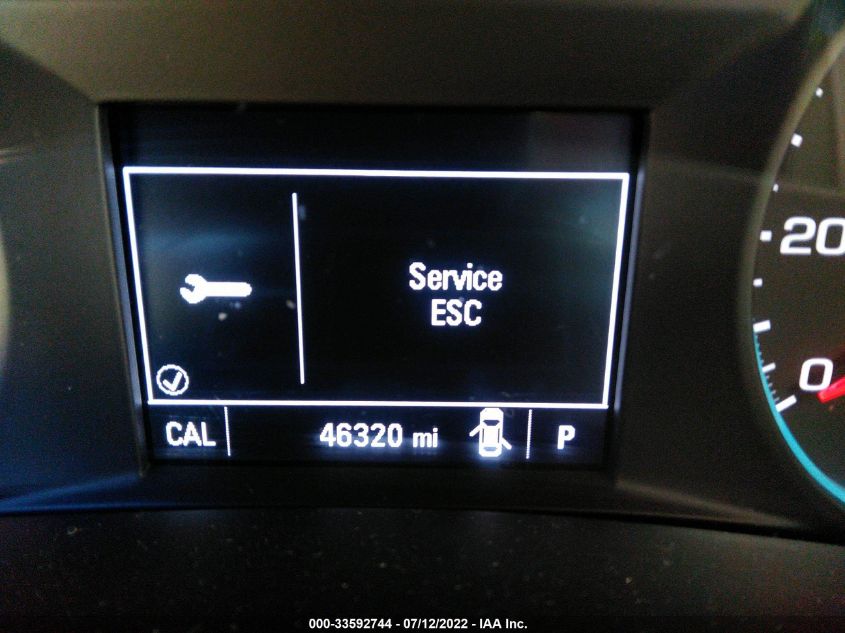 20
Service
ESC
0
CAL 46320 mi P
000-33592744 - 07/12/2022 - IAA Inc.